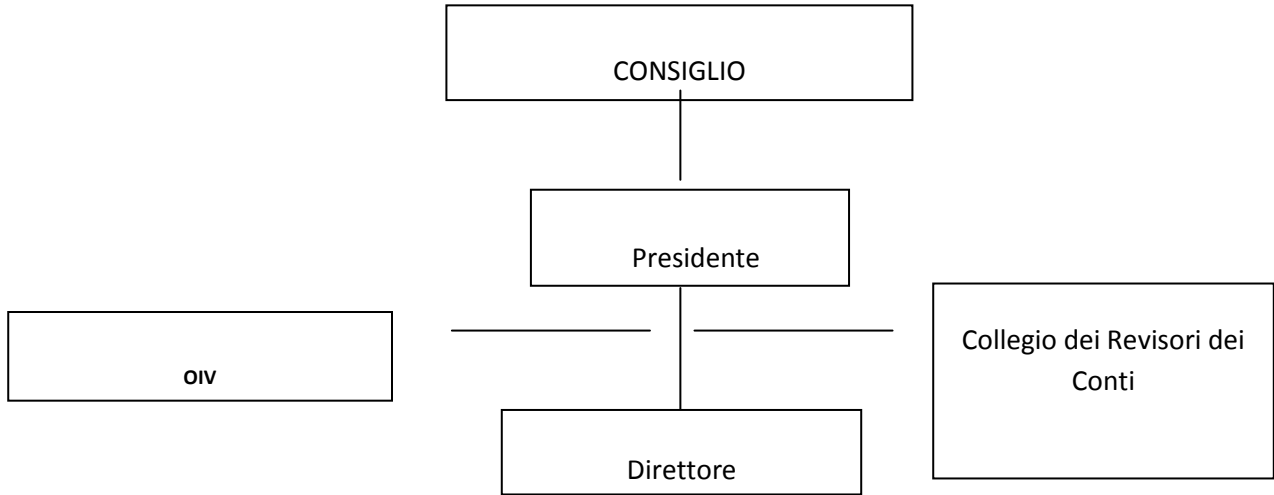 CONSIGLIO
Presidente
OIV
Collegio dei Revisori dei
Conti
Direttore